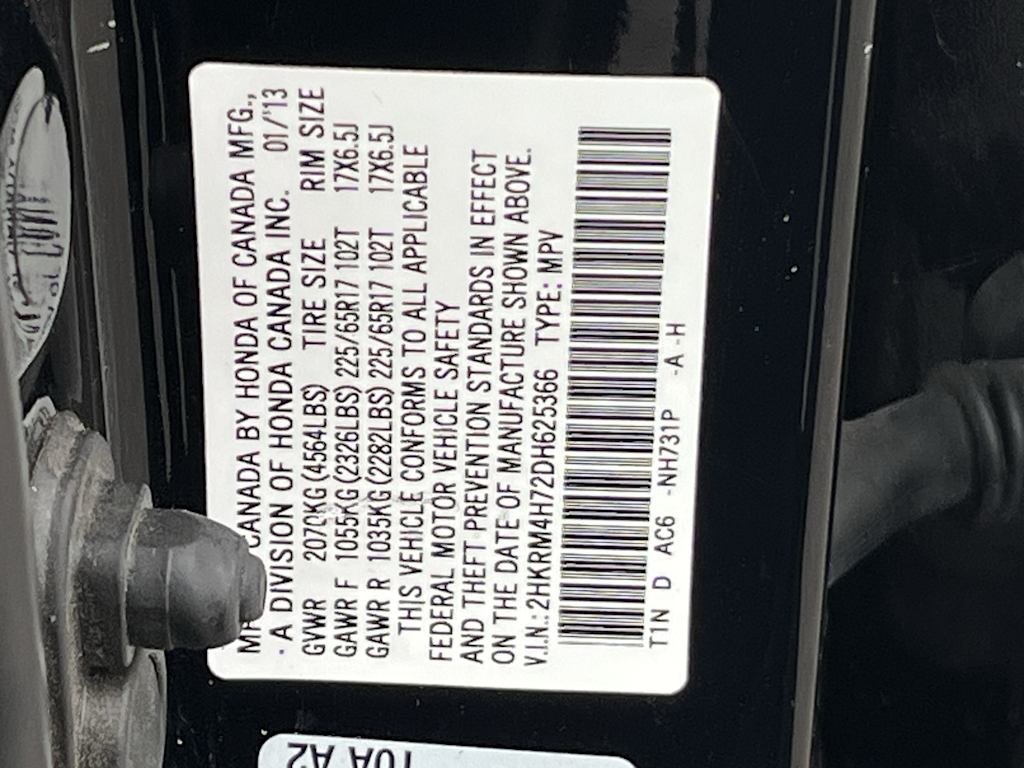 CANADA BY HONDA OF CANADA MFG.,
A DIVISION OF HONDA CANADA INC. 01/'13
GVWR 2070KG(4564LBS) TIRE SIZE RIM SIZE
GAWR F 1055KG(2326LBS) 225/65R17 102T 17X6.5J
GAWR R 1035KG(2282LBS) 225/65R17 102T 17X6.5J
THIS VEHICLE CONFORMS TO ALL APPLICABLE
FEDERAL MOTOR VEHICLE SAFETY
AND THEFT PREVENTION STANDARDS IN EFFECT
ON THE DATE OF MANUFACTURE SHOWN ABOVE.
V.I.N.:2HKRM4H72DH625366 TYPE: MPV
T1N D AC6 -NH731P -A -H